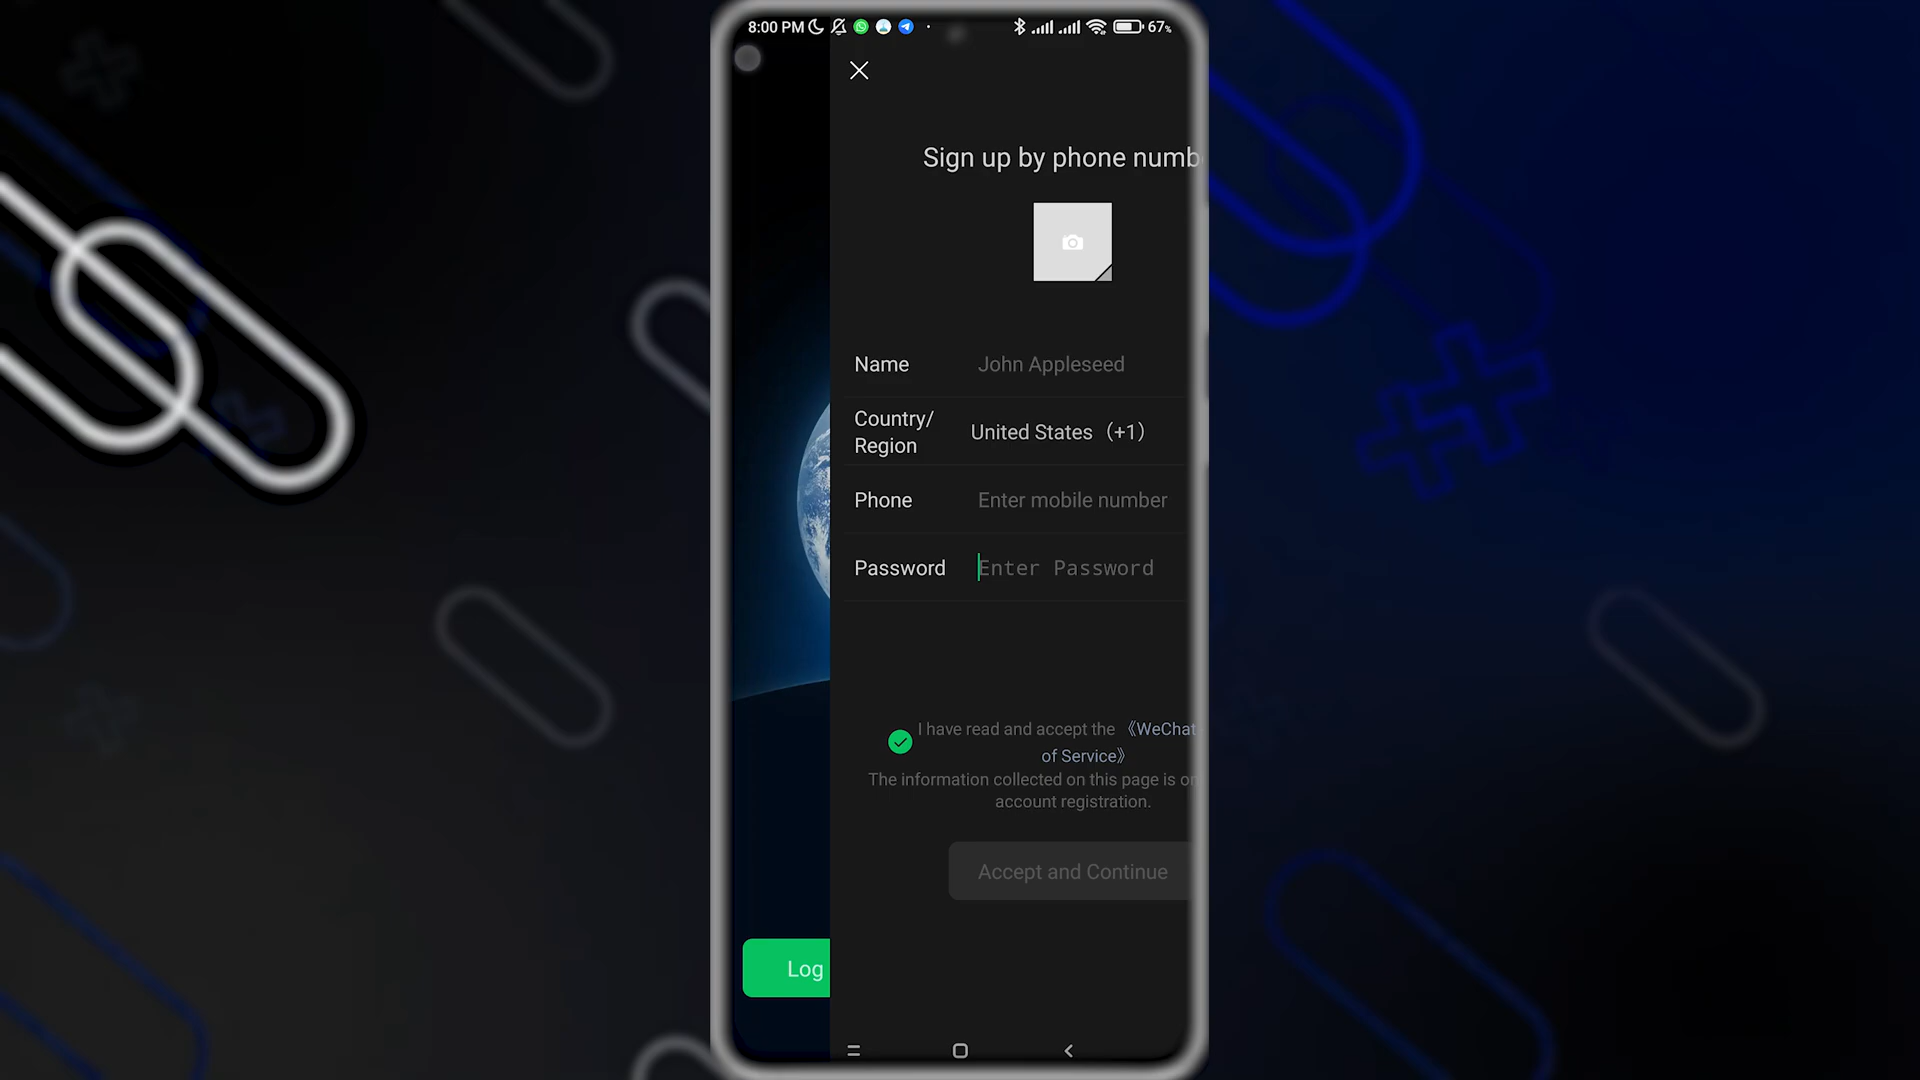 8:00 PM
67%
Sign up by phone numb
Name John Appleseed
Country/
Region
United States (+1)
Phone Enter mobile number
Password Enter Password
I have read and accept the 《WeChat
of Service》
The information collected on this page is on
account registration.
Accept and Continue
Log